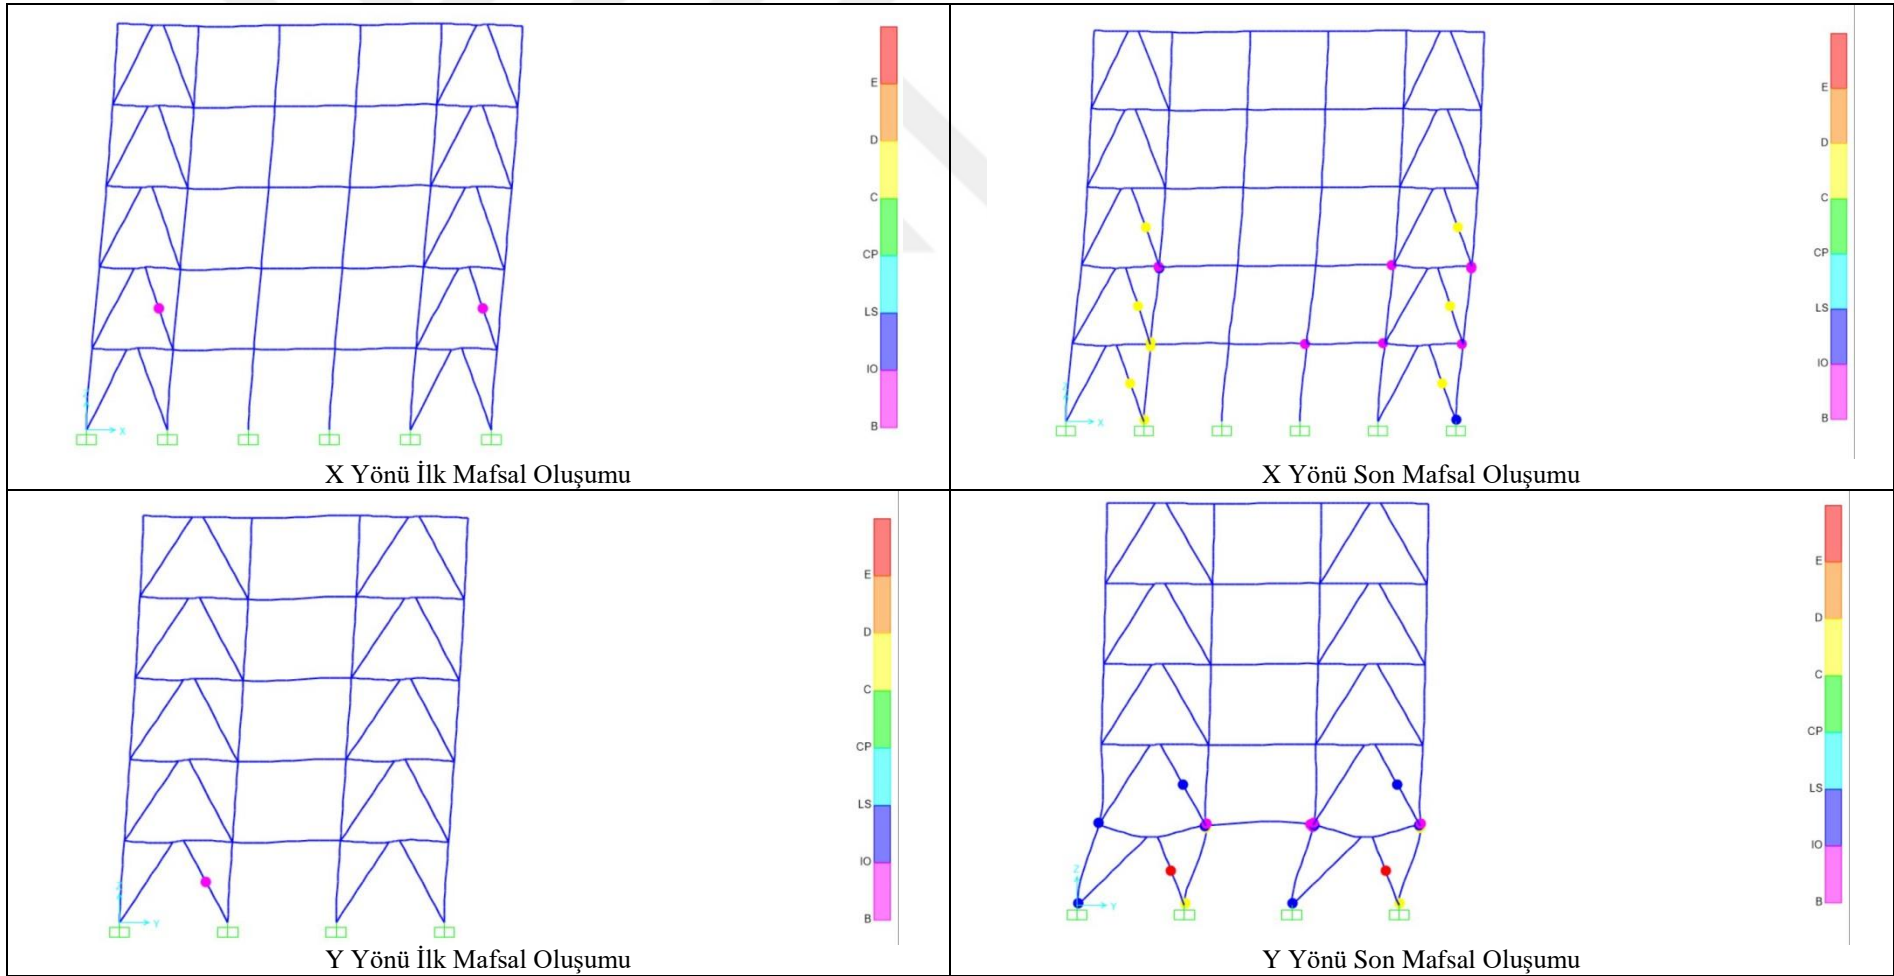 E
D
C
CP
LS
IO
B
Z
X
X Yönü İlk Mafsal Oluşumu
E
D
C
CP
LS
IO
B
Z
X
X Yönü Son Mafsal Oluşumu
E
D
C
CP
LS
IO
B
Z
Y
Y Yönü İlk Mafsal Oluşumu
E
D
C
CP
LS
IO
B
Z
Y
Y Yönü Son Mafsal Oluşumu